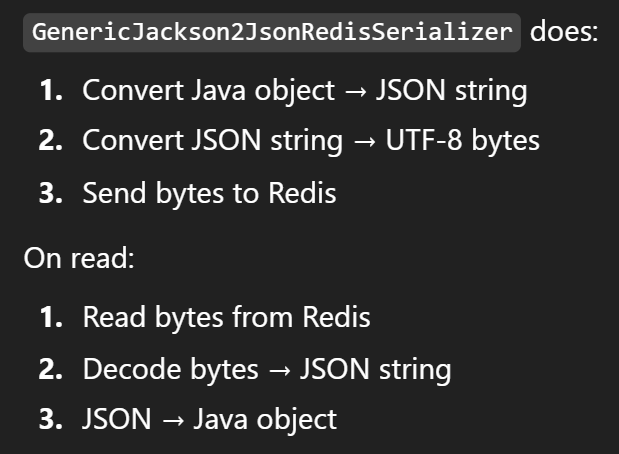 GenericJackson2JsonRedisSerializer does:
1. Convert Java object → JSON string
2. Convert JSON string → UTF-8 bytes
3. Send bytes to Redis
On read:
1. Read bytes from Redis
2. Decode bytes → JSON string
3. JSON → Java object